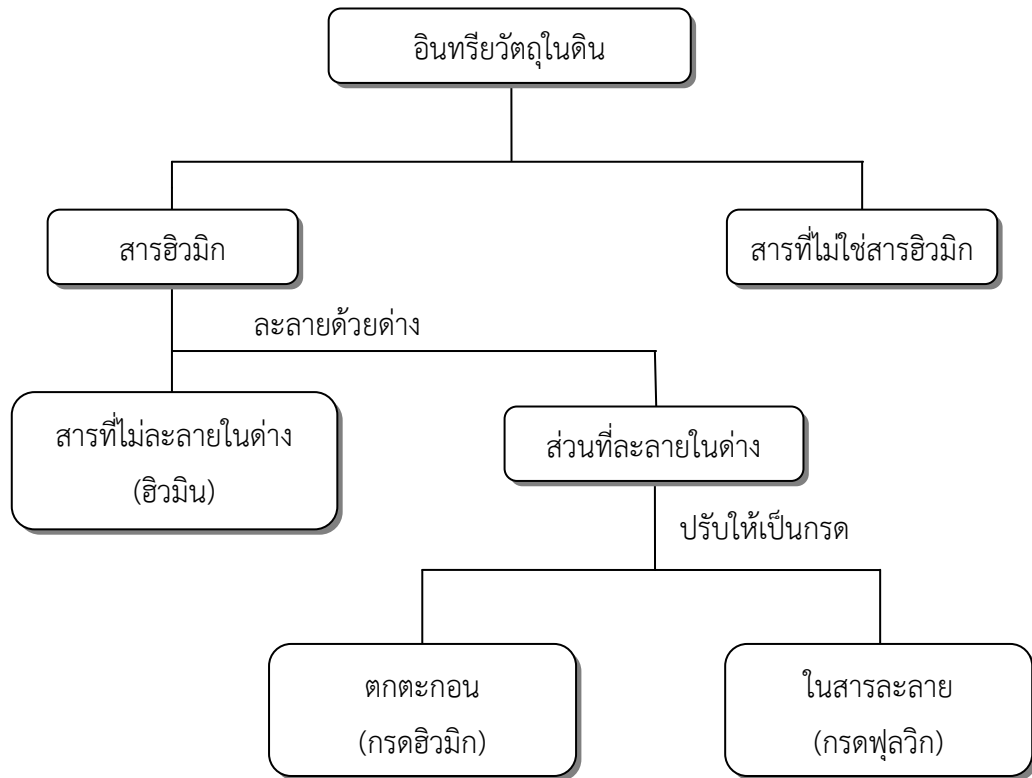 อินทรียวัตถุในดิน
สารฮิวมิก
สารที่ไม่ใช่สารฮิวมิก
ละลายด้วยด่าง
สารที่ไม่ละลายในด่าง
(ฮิวมิน)
ส่วนที่ละลายในด่าง
ปรับให้เป็นกรด
ตกตะกอน
(กรดฮิวมิก)
ในสารละลาย
(กรดฟุลวิก)